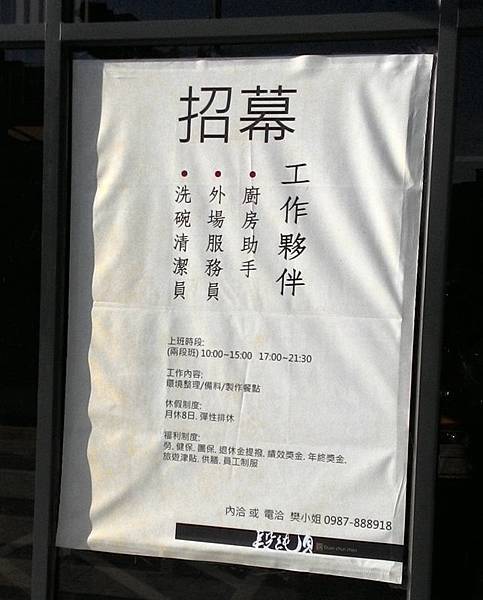 招幕
工作夥伴
•廚房助手
•外場服務員
•洗碗清潔員
上班時段:
(兩段班) 10:00~15:00 17:00~21:30
工作內容;
環境整理/備料/製作餐點
休假制度:
月休8日, 彈性排休
福利制度:
勞, 健保, 團保, 退休金提撥, 績效獎金, 年終獎金,
旅遊津貼, 供膳, 員工制服
內洽 或 電洽 樊小姐 0987-888918
段純貞